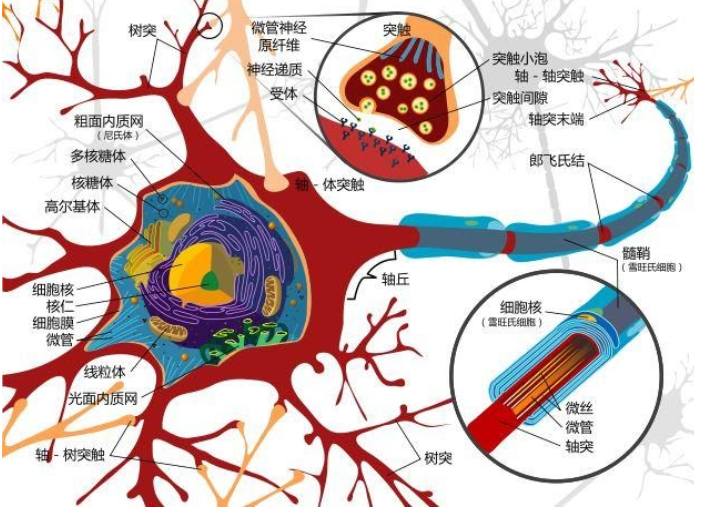 树突
微管神经
原纤维
神经递质
受体
突触
突触小泡
轴 - 轴突触
突触间隙
轴突末端
粗面内质网
（尼氏体）
多核糖体
核糖体
高尔基体
轴 - 体突触
郎飞氏结
髓鞘
（雪旺氏细胞）
轴丘
细胞核
核仁
细胞膜
微管
线粒体
光面内质网
轴 - 树突触
树突
细胞核
（雪旺氏细胞）
微丝
微管
轴突